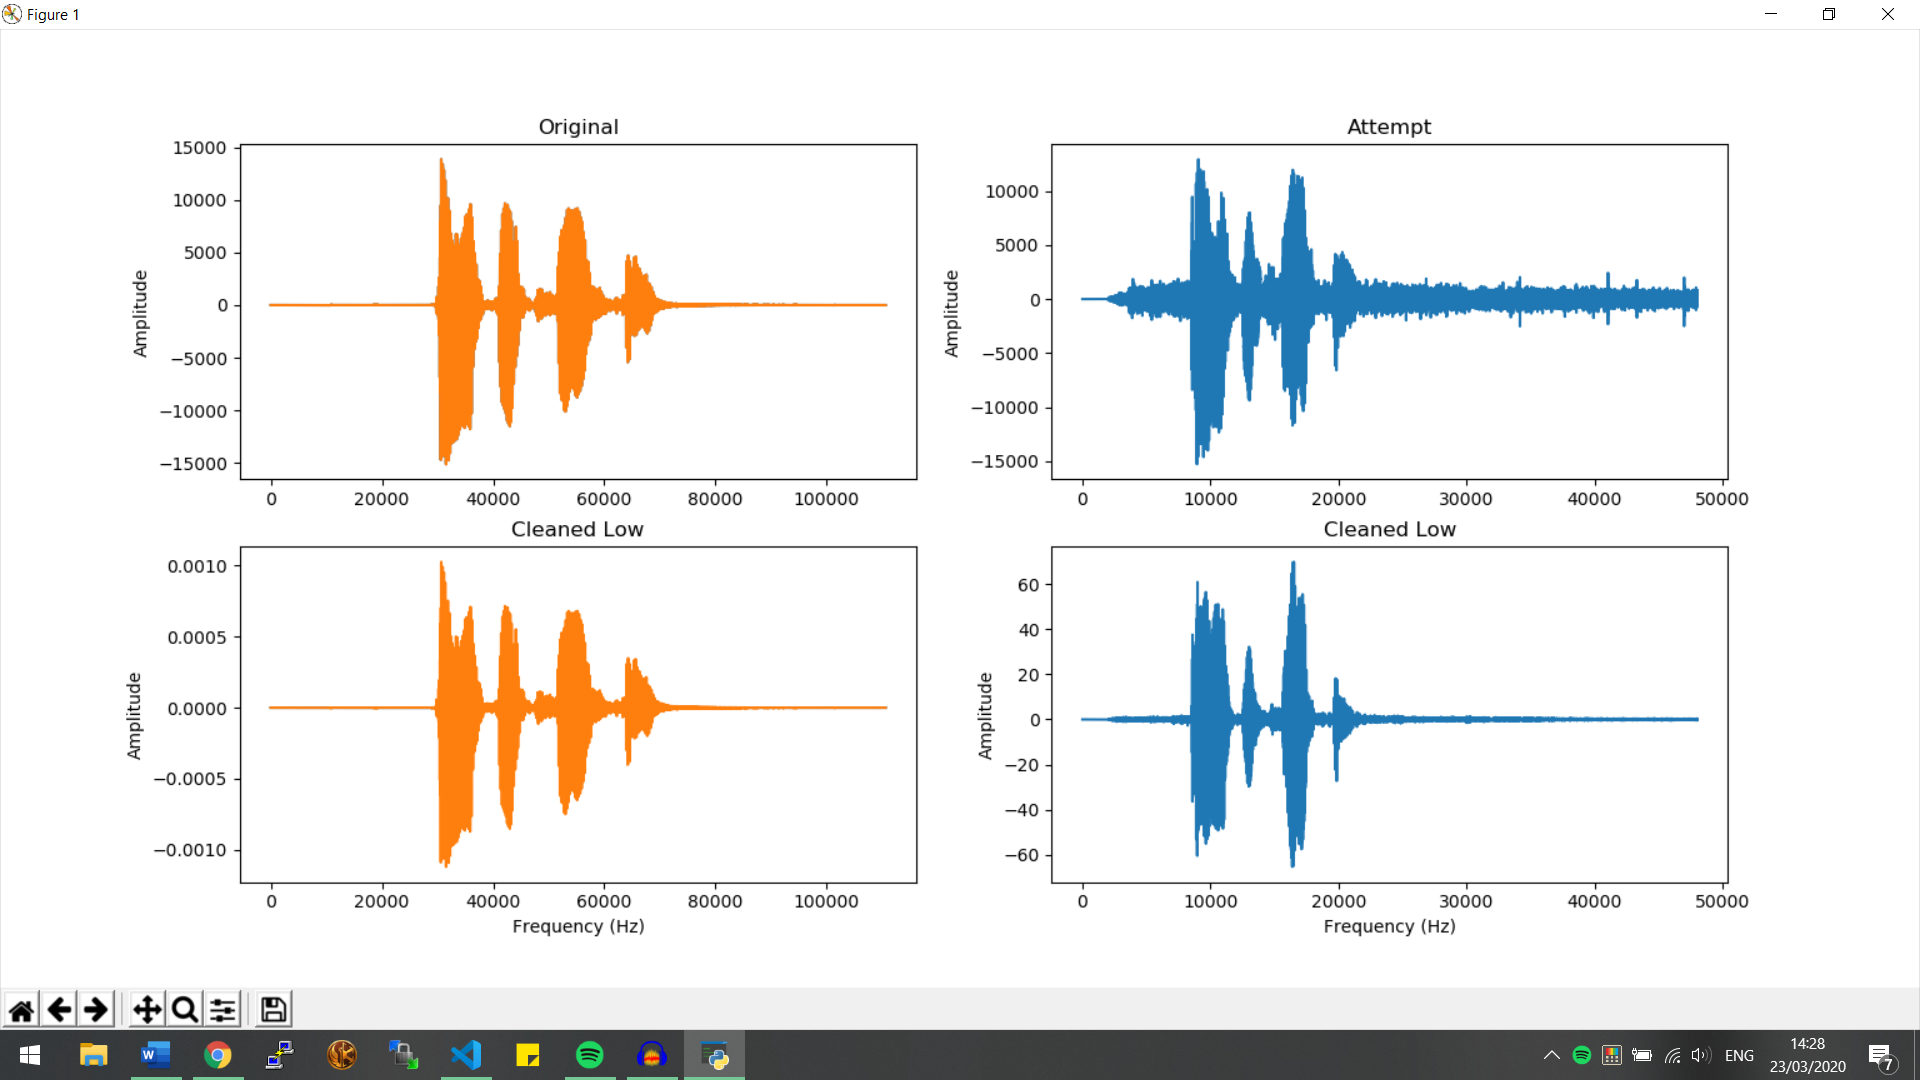 Figure 1
Original
Amplitude
15000
10000
5000
0
−5000
−10000
−15000
0 20000 40000 60000 80000 100000
Attempt
Amplitude
10000
5000
0
−5000
−10000
−15000
0 10000 20000 30000 40000 50000
Cleaned Low
Amplitude
0.0010
0.0005
0.0000
−0.0005
−0.0010
0 20000 40000 60000 80000 100000
Frequency (Hz)
Cleaned Low
Amplitude
60
40
20
0
−20
−40
−60
0 10000 20000 30000 40000 50000
Frequency (Hz)
W
ENG
14:28
23/03/2020
7